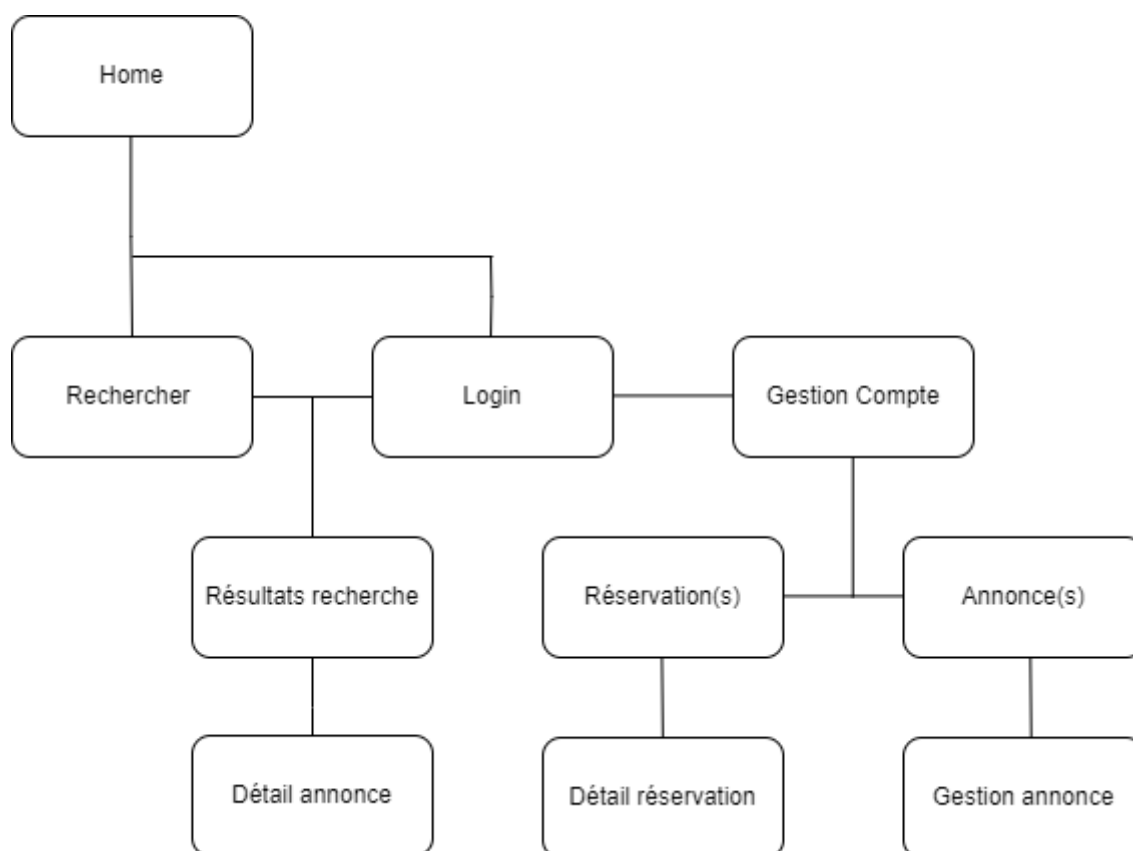 Home
Rechercher
Login
Gestion Compte
Résultats recherche
Réservation(s)
Annonce(s)
Détail annonce
Détail réservation
Gestion annonce